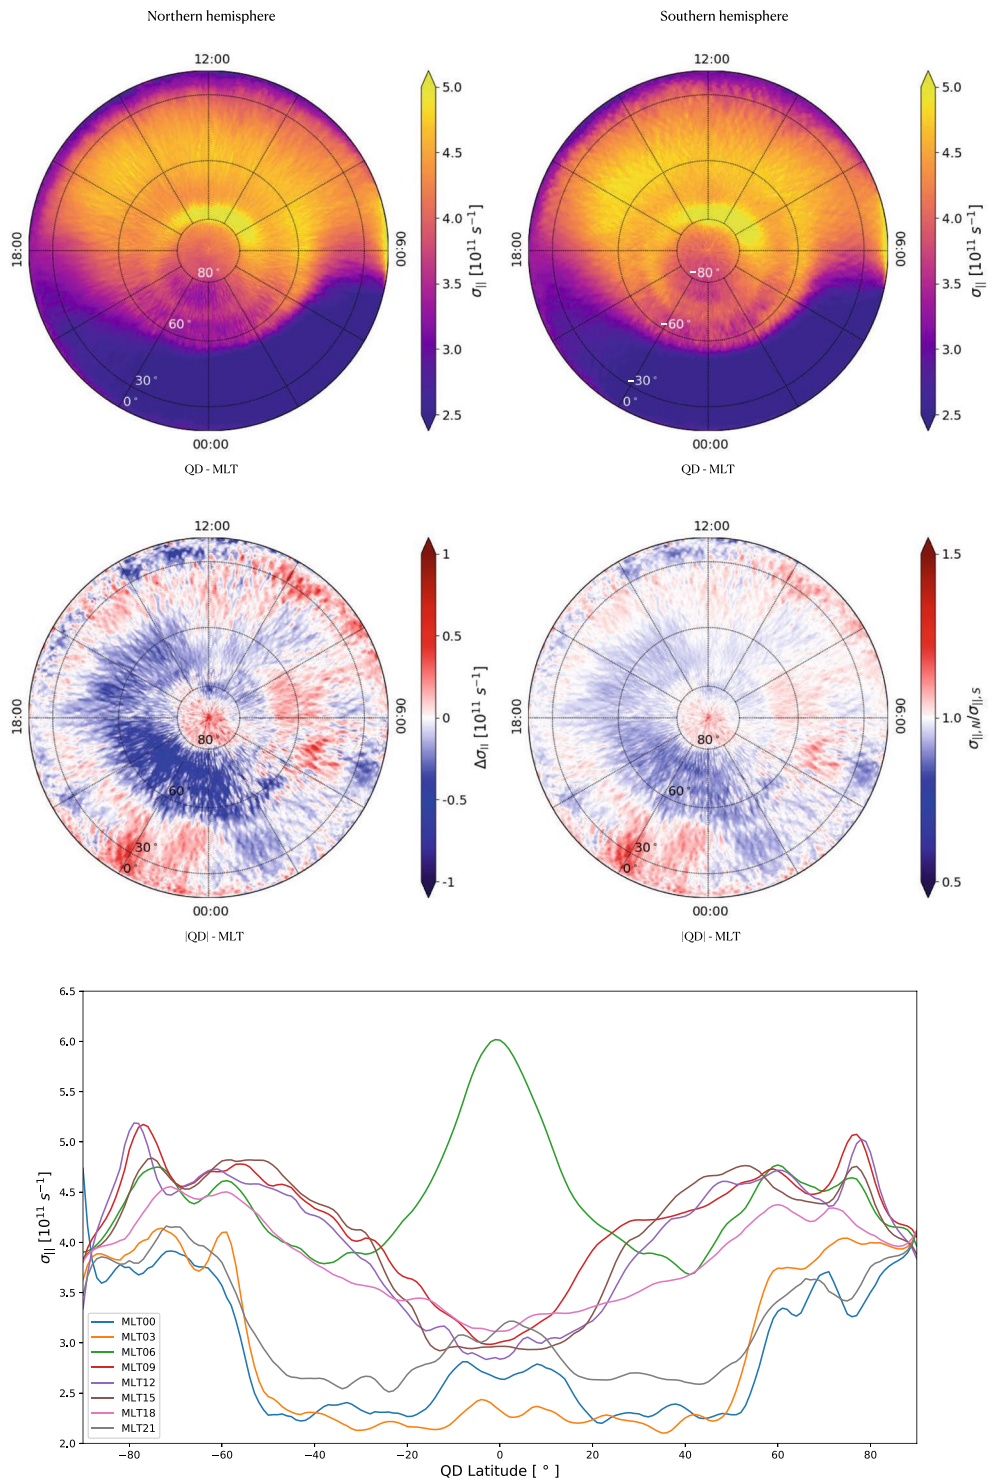 Northern hemisphere
Southern hemisphere
12:00
12:00
5.0
4.5
4.0
3.5
3.0
2.5
σ|| [10¹¹ s⁻¹]
5.0
4.5
4.0
3.5
3.0
2.5
σ|| [10¹¹ s⁻¹]
18:00
06:00
18:00
06:00
80°
60°
30°
0°
−80°
−60°
−30°
0°
00:00
00:00
QD - MLT
QD - MLT
12:00
12:00
1
0.5
0
-0.5
-1
Δσ|| [10¹¹ s⁻¹]
1.5
1.0
0.5
σ||,N/σ||,S
18:00
06:00
18:00
06:00
80°
60°
30°
0°
80°
60°
30°
0°
00:00
00:00
|QD| - MLT
|QD| - MLT
6.5
6.0
5.5
5.0
4.5
4.0
3.5
3.0
2.5
2.0
σ|| [10¹¹ s⁻¹]
MLT00
MLT03
MLT06
MLT09
MLT12
MLT15
MLT18
MLT21
−80 −60 −40 −20 0 20 40 60 80
QD Latitude [ ° ]